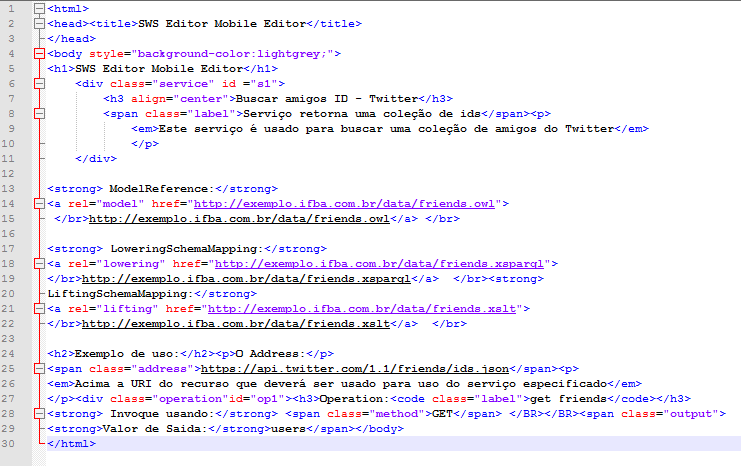 1 <html>
2 <head><title>SWS Editor Mobile Editor</title>
3 </head>
4 <body style="background-color:lightgrey;">
5 <h1>SWS Editor Mobile Editor</h1>
6 <div class="service" id ="s1">
7 <h3 align="center">Buscar amigos ID - Twitter</h3>
8 <span class="label">Serviço retorna uma coleção de ids</span><p>
9 <em>Este serviço é usado para buscar uma coleção de amigos do Twitter</em>
10 </p>
11 </div>
12
13 <strong> ModelReference:</strong>
14 <a rel="model" href="http://exemplo.ifba.com.br/data/friends.owl">
15 </br>http://exemplo.ifba.com.br/data/friends.owl</a> </br>
16
17 <strong> LoweringSchemaMapping:</strong>
18 <a rel="lowering" href="http://exemplo.ifba.com.br/data/friends.xsparql">
19 </br>http://exemplo.ifba.com.br/data/friends.xsparql</a>  </br><strong>
20 LiftingSchemaMapping:</strong>
21 <a rel="lifting" href="http://exemplo.ifba.com.br/data/friends.xslt">
22 </br>http://exemplo.ifba.com.br/data/friends.xslt</a>  </br>
23
24 <h2>Exemplo de uso:</h2><p>O Address:</p>
25 <span class="address">https://api.twitter.com/1.1/friends/ids.json</span><p>
26 <em>Acima a URI do recurso que deverá ser usado para uso do serviço especificado</em>
27 </p><div class="operation"id="op1"><h3>Operation:<code class="label">get friends</code></h3>
28 <strong> Invoque usando:</strong> <span class="method">GET</span> </BR></BR><span class="output">
29 <strong>Valor de Saida:</strong>users</span></body>
30 </html>